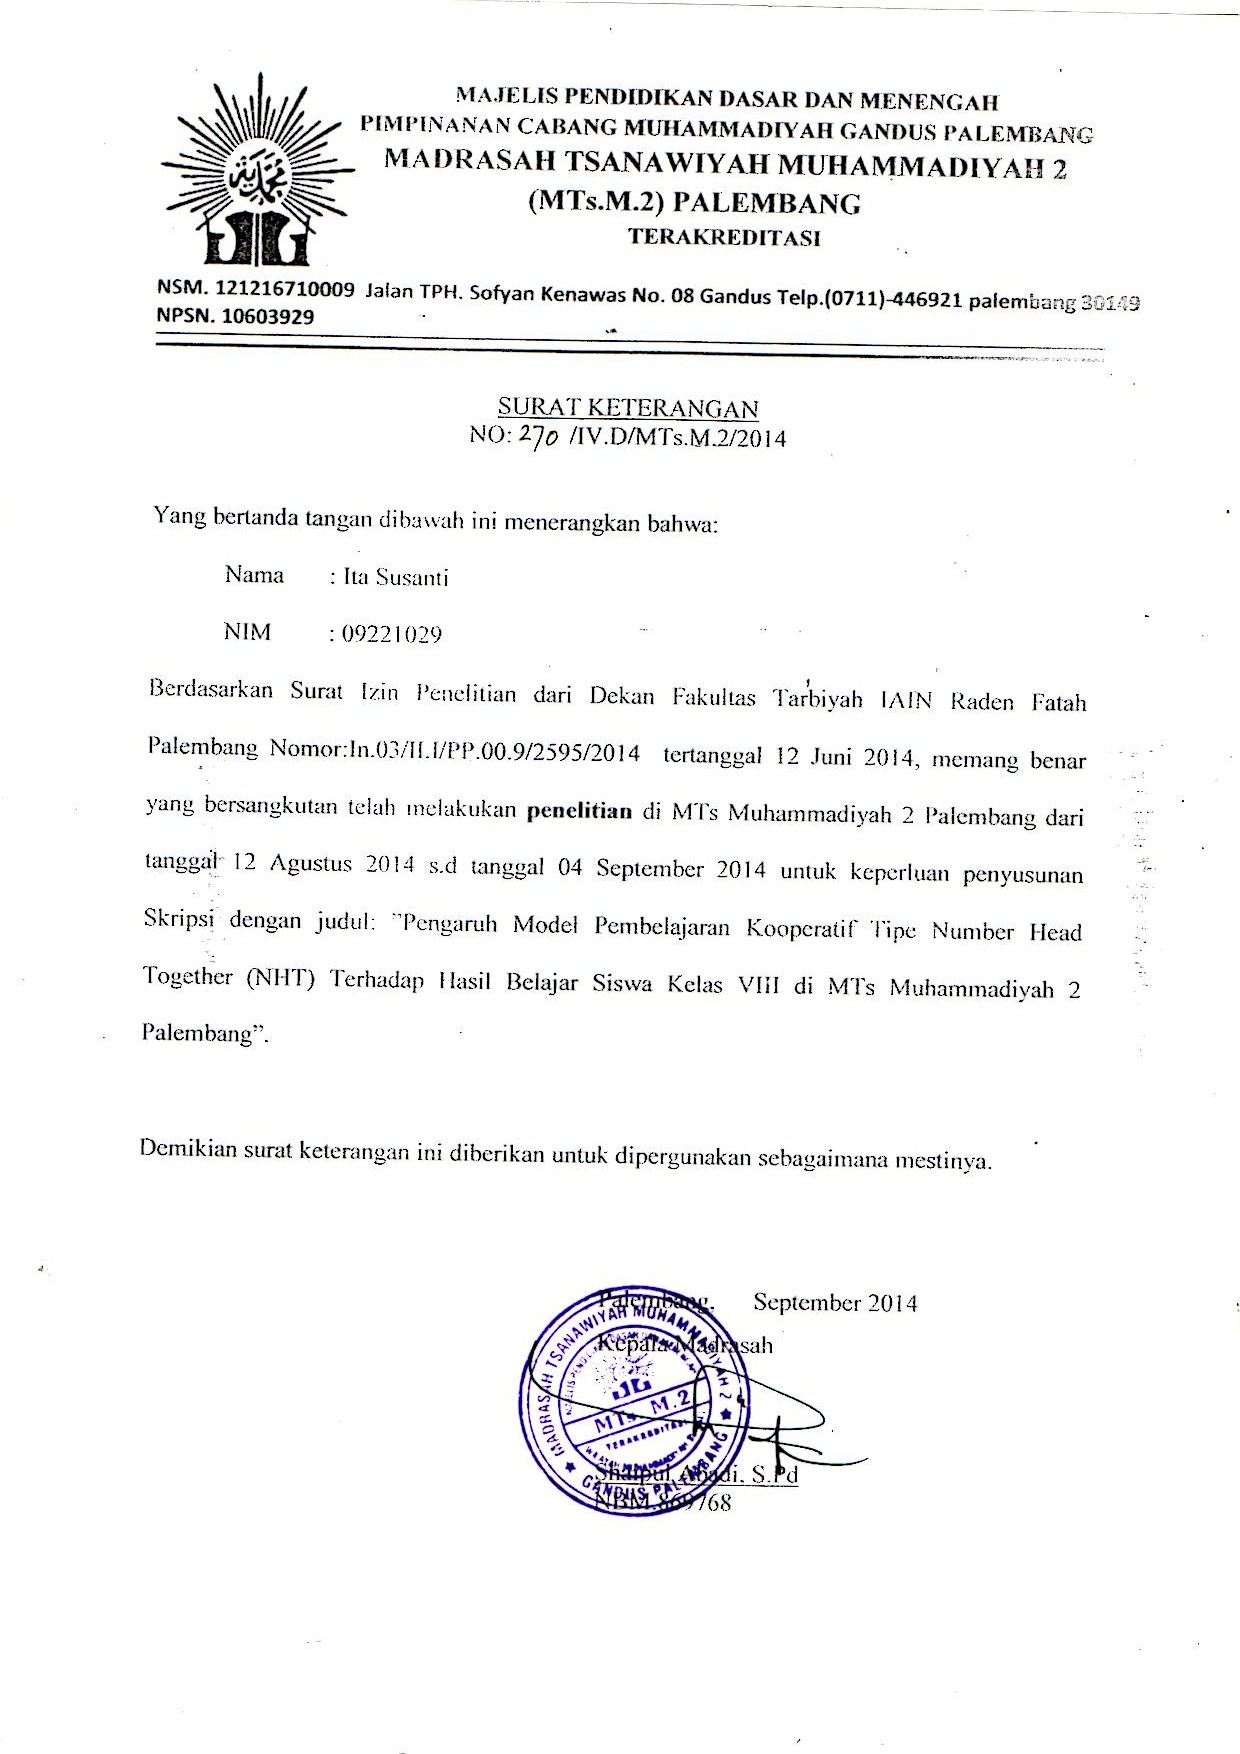 محمدية
MAJELIS PENDIDIKAN DASAR DAN MENENGAH
PIMPINANAN CABANG MUHAMMADIYAH GANDUS PALEMBANG
MADRASAH TSANAWIYAH MUHAMMADIYAH 2
(MTs.M.2) PALEMBANG
TERAKREDITASI
NSM. 121216710009 Jalan TPH. Sofyan Kenawas No. 08 Gandus Telp.(0711)-446921 palembang 30149
NPSN. 10603929
SURAT KETERANGAN
NO: 270 /IV.D/MTs.M.2/2014
Yang bertanda tangan dibawah ini menerangkan bahwa:
Nama : Ita Susanti
NIM : 09221029
Berdasarkan Surat Izin Penelitian dari Dekan Fakultas Tarbiyah IAIN Raden Fatah
Palembang Nomor:In.03/II.I/PP.00.9/2595/2014 tertanggal 12 Juni 2014, memang benar
yang bersangkutan telah melakukan penelitian di MTs Muhammadiyah 2 Palembang dari
tanggal 12 Agustus 2014 s.d tanggal 04 September 2014 untuk keperluan penyusunan
Skripsi dengan judul: ”Pengaruh Model Pembelajaran Kooperatif Tipe Number Head
Together (NHT) Terhadap Hasil Belajar Siswa Kelas VIII di MTs Muhammadiyah 2
Palembang”.
Demikian surat keterangan ini diberikan untuk dipergunakan sebagaimana mestinya.
Palembang, September 2014
Kepala Madrasah
MADRASAH TSANAWIYAH MUHAMMADIYAH 2
MTs M.2
TERAKREDITASI
GANDUS PALEMBANG
Shaipul Abadi, S.Pd
NBM.869768